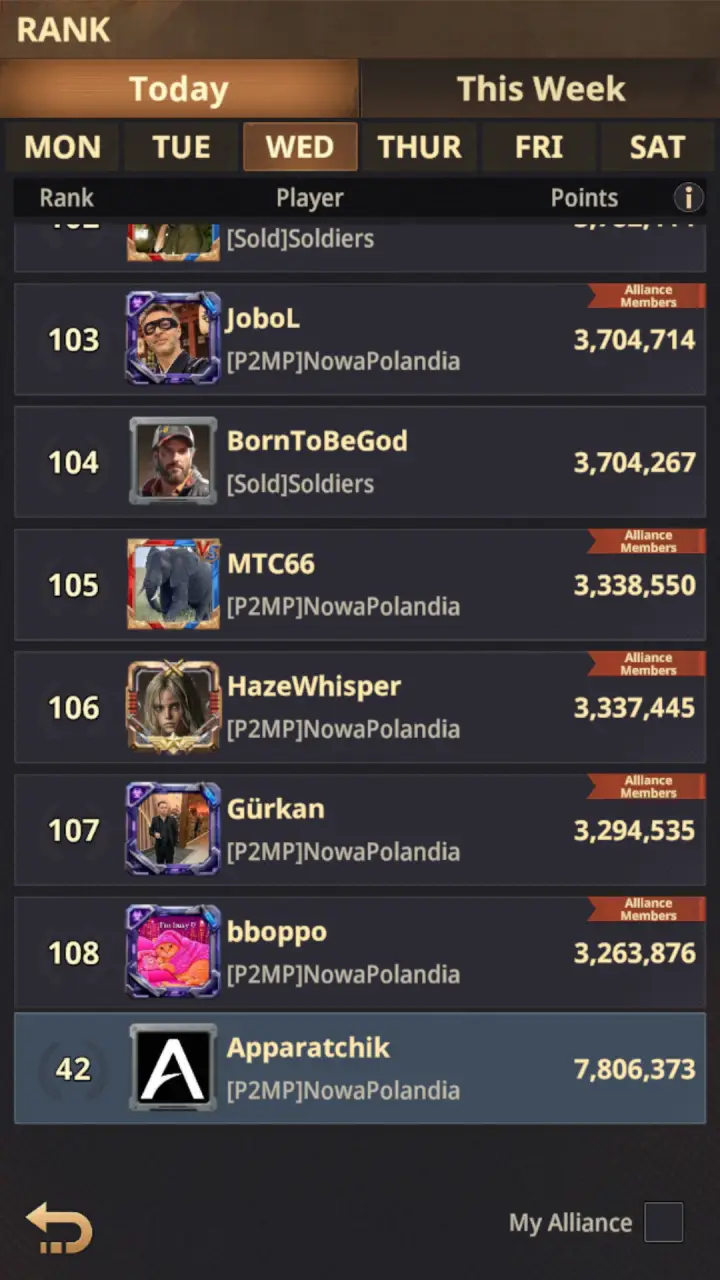 RANK
Today
This Week
MON
TUE
WED
THUR
FRI
SAT
Rank
Player
Points
[Sold]Soldiers
Alliance
Members
103
JoboL
3,704,714
[P2MP]NowaPolandia
104
BornToBeGod
3,704,267
[Sold]Soldiers
Alliance
Members
105
MTC66
3,338,550
[P2MP]NowaPolandia
Alliance
Members
106
HazeWhisper
3,337,445
[P2MP]NowaPolandia
Alliance
Members
107
Gürkan
3,294,535
[P2MP]NowaPolandia
Alliance
Members
108
bboppo
3,263,876
[P2MP]NowaPolandia
42
Apparatchik
7,806,373
[P2MP]NowaPolandia
My Alliance